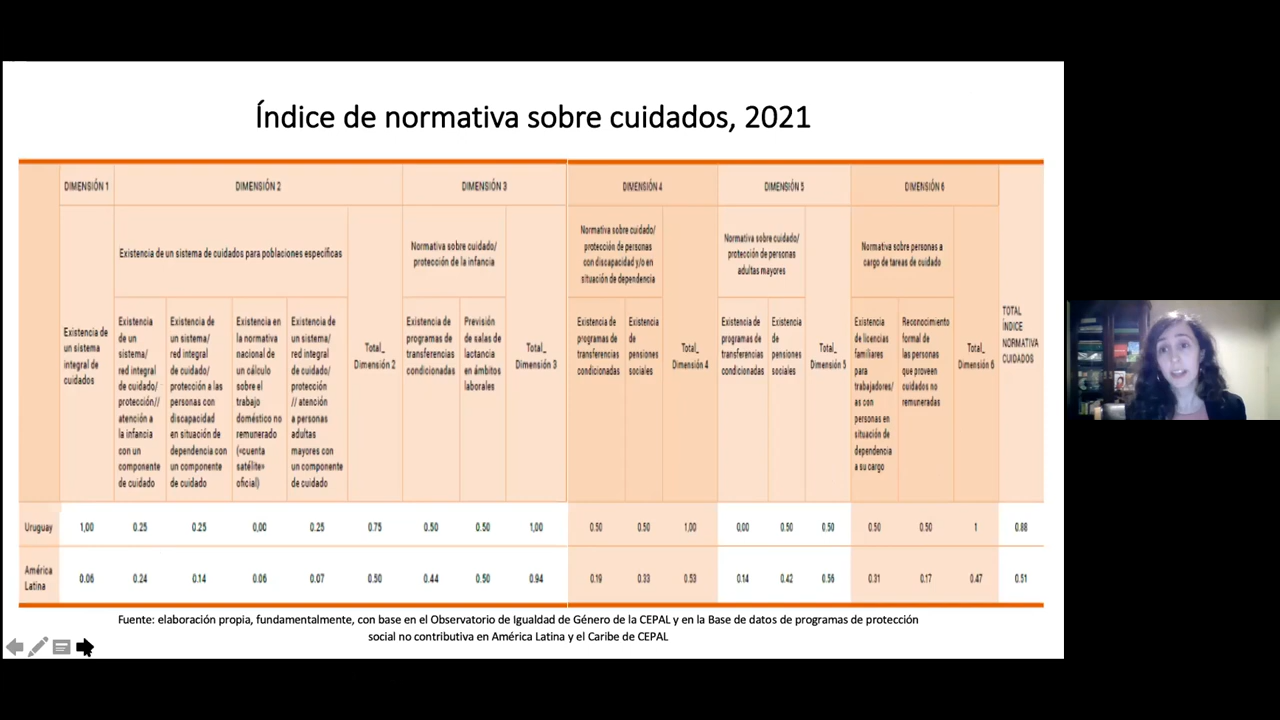 Índice de normativa sobre cuidados, 2021
DIMENSIÓN 1
DIMENSIÓN 2
DIMENSIÓN 3
DIMENSIÓN 4
DIMENSIÓN 5
DIMENSIÓN 6
Existencia de
un sistema
integral de
cuidados
Existencia de un sistema de cuidados para poblaciones específicas
Existencia
de un
sistema/
red integral
de cuidado/
protección//
atención a
la infancia
con un
componente
de cuidado
Existencia de
un sistema/
red integral
de cuidado/
protección a las
personas con
discapacidad
en situación de
dependencia con
un componente
de cuidado
Existencia en
la normativa
nacional de
un cálculo
sobre el
trabajo
doméstico no
remunerado
(«cuenta
satélite»
oficial)
Existencia de
un sistema/
red integral
de cuidado/
protección
// atención
a personas
adultas
mayores con
un componente
de cuidado
Total_
Dimensión 2
Normativa sobre cuidado/
protección de la infancia
Existencia de
programas de
transferencias
condicionadas
Previsión
de salas de
lactancia
en ámbitos
laborales
Total_
Dimensión 3
Normativa sobre cuidado/
protección de personas
con discapacidad y/o en
situación de dependencia
Existencia de
programas de
transferencias
condicionadas
Existencia
de
pensiones
sociales
Total_
Dimensión 4
Normativa sobre cuidado/
protección de personas
adultas mayores
Existencia de
programas de
transferencias
condicionadas
Existencia
de
pensiones
sociales
Total_
Dimensión 5
Normativa sobre personas a
cargo de tareas de cuidado
Existencia
de licencias
familiares
para
trabajadores/
as con
personas en
situación de
dependencia
a su cargo
Reconocimiento
formal de
las personas
que proveen
cuidados no
remuneradas
Total_
Dimensión 6
TOTAL
ÍNDICE
NORMATIVA
CUIDADOS
Uruguay 1,00 0.25 0.25 0,00 0.25 0.75 0.50 0.50 1,00 0.50 0.50 1,00 0,00 0.50 0.50 0.50 0.50 1 0.88
América
Latina 0.06 0.24 0.14 0.06 0.07 0.50 0.44 0.50 0.94 0.19 0.33 0.53 0.14 0.42 0.56 0.31 0.17 0.47 0.51
Fuente: elaboración propia, fundamentalmente, con base en el Observatorio de Igualdad de Género de la CEPAL y en la Base de datos de programas de protección
social no contributiva en América Latina y el Caribe de CEPAL